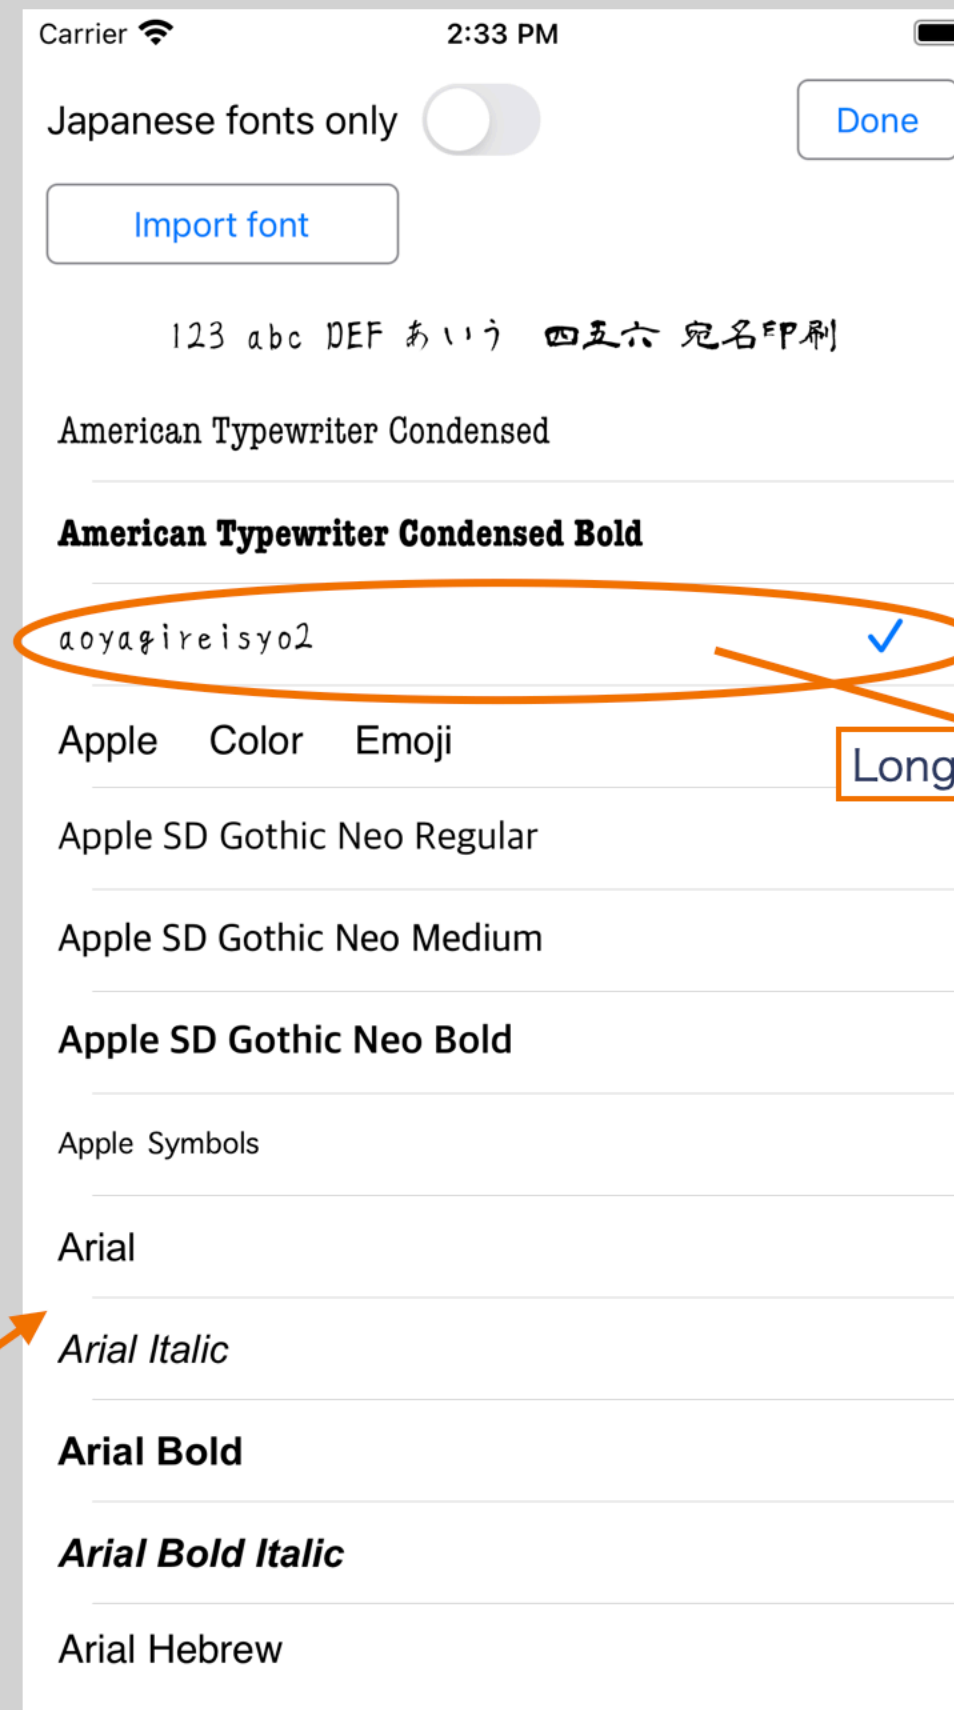 Carrier 2:33 PM
Japanese fonts only Done
Import font
123 abc DEF あいう 四五六 宛名印刷
American Typewriter Condensed
American Typewriter Condensed Bold
aoyagireisyo2
Apple Color Emoji
Long
Apple SD Gothic Neo Regular
Apple SD Gothic Neo Medium
Apple SD Gothic Neo Bold
Apple Symbols
Arial
Arial Italic
Arial Bold
Arial Bold Italic
Arial Hebrew